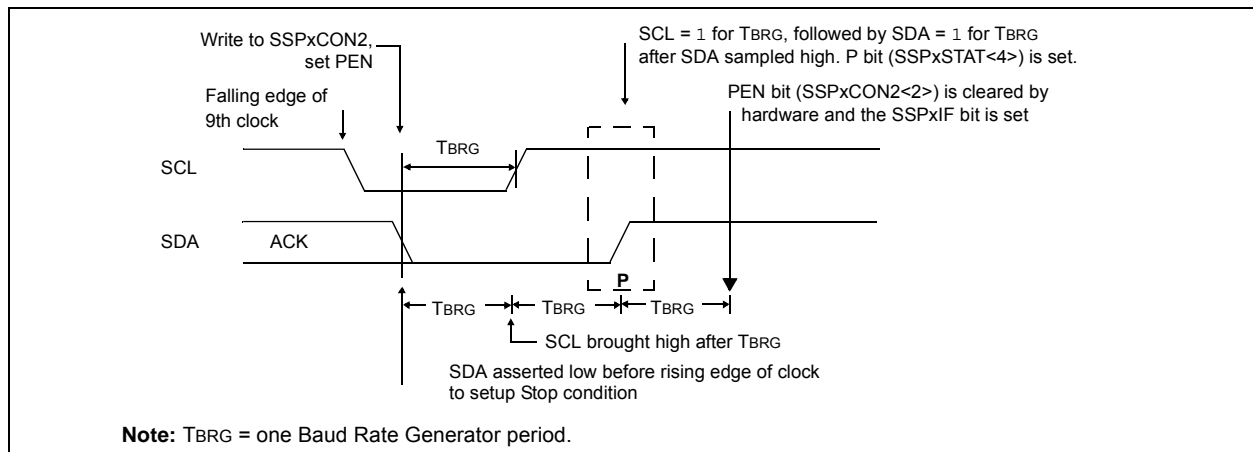 Write to SSPxCON2,
set PEN
SCL = 1 for TBRG, followed by SDA = 1 for TBRG
after SDA sampled high. P bit (SSPxSTAT<4>) is set.
Falling edge of
9th clock
PEN bit (SSPxCON2<2>) is cleared by
hardware and the SSPxIF bit is set
TBRG
SCL
SDA
ACK
P
TBRG
TBRG
TBRG
SCL brought high after TBRG
SDA asserted low before rising edge of clock
to setup Stop condition
Note: TBRG = one Baud Rate Generator period.